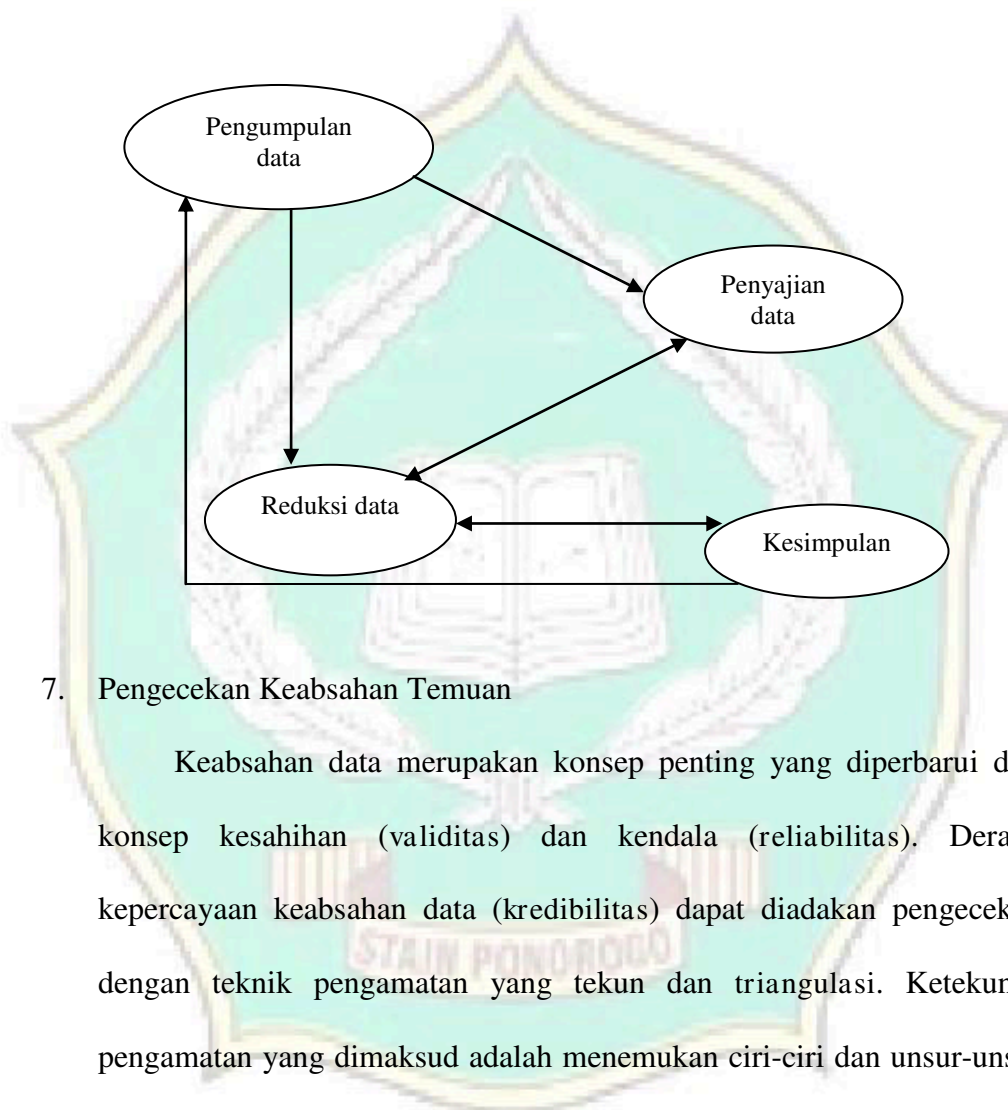 Pengumpulan
data
Penyajian
data
Reduksi data
Kesimpulan
7. Pengecekan Keabsahan Temuan
Keabsahan data merupakan konsep penting yang diperbarui d
konsep kesahihan (validitas) dan kendala (reliabilitas). Dera
kepercayaan keabsahan data (kredibilitas) dapat diadakan pengecek
dengan teknik pengamatan yang tekun dan triangulasi. Ketekun
pengamatan yang dimaksud adalah menemukan ciri-ciri dan unsur-uns
STAIN PONOROGO